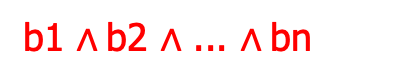 b1 ∧ b2 ∧ ... ∧ bn